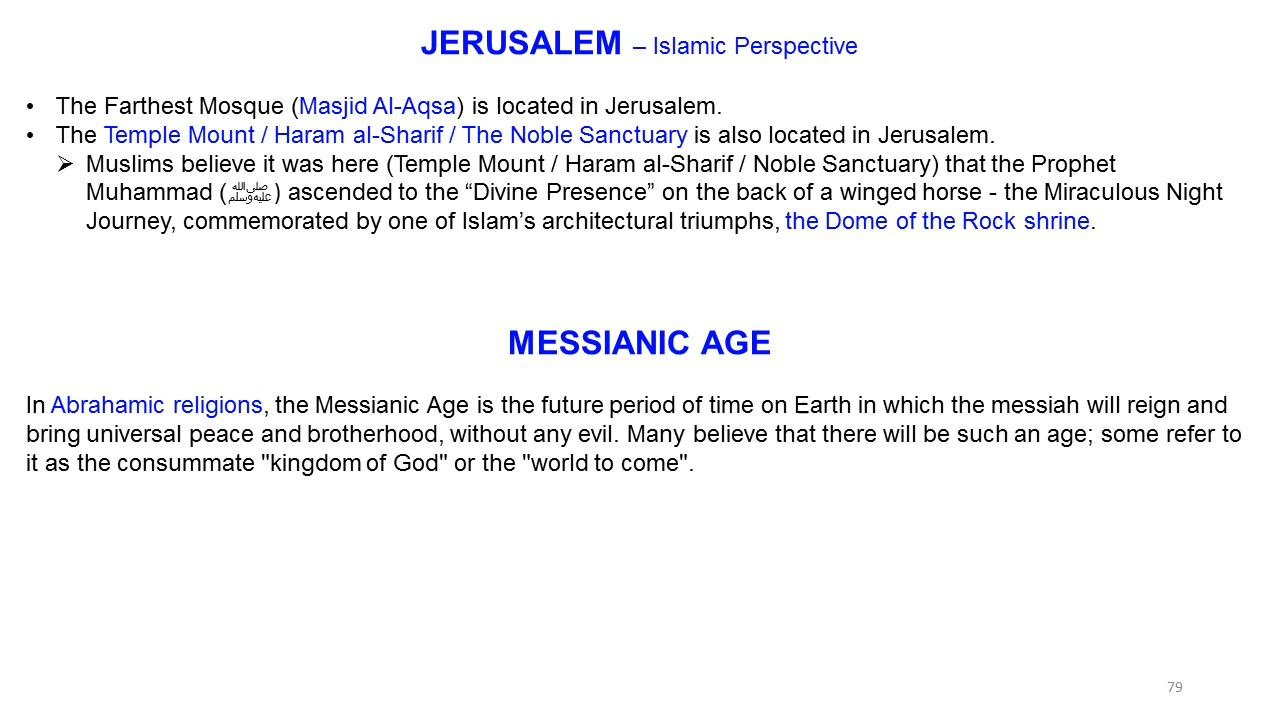 JERUSALEM – Islamic Perspective
• The Farthest Mosque (Masjid Al-Aqsa) is located in Jerusalem.
• The Temple Mount / Haram al-Sharif / The Noble Sanctuary is also located in Jerusalem.
➢ Muslims believe it was here (Temple Mount / Haram al-Sharif / Noble Sanctuary) that the Prophet
Muhammad (ﷺ) ascended to the “Divine Presence” on the back of a winged horse - the Miraculous Night
Journey, commemorated by one of Islam’s architectural triumphs, the Dome of the Rock shrine.
MESSIANIC AGE
In Abrahamic religions, the Messianic Age is the future period of time on Earth in which the messiah will reign and
bring universal peace and brotherhood, without any evil. Many believe that there will be such an age; some refer to
it as the consummate "kingdom of God" or the "world to come".
79